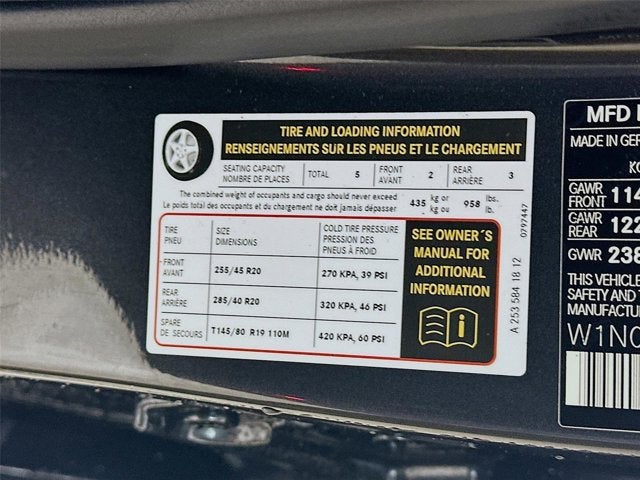 TIRE AND LOADING INFORMATION
RENSEIGNEMENTS SUR LES PNEUS ET LE CHARGEMENT
SEATING CAPACITY TOTAL 5 FRONT 2 REAR 3
NOMBRE DE PLACES AVANT ARRIÈRE
The combined weight of occupants and cargo should never exceed 435 kg or 958 lbs.
Le poids total des occupants et du chargement ne doit jamais dépasser kg ou lb.
TIRE SIZE COLD TIRE PRESSURE
PNEU DIMENSIONS PRESSION DES
PNEUS À FROID
FRONT 255/45 R20 270 KPA, 39 PSI
AVANT
REAR 285/40 R20 320 KPA, 46 PSI
ARRIÈRE
SPARE T145/80 R19 110M 420 KPA, 60 PSI
DE SECOURS
SEE OWNER´S
MANUAL FOR
ADDITIONAL
INFORMATION
0797447
A 253 584 18 12
MFD
MADE IN GER
GAWR
FRONT 114
GAWR
REAR 122
GVWR 238
THIS VEHICLE
SAFETY AND
THIS
W1N